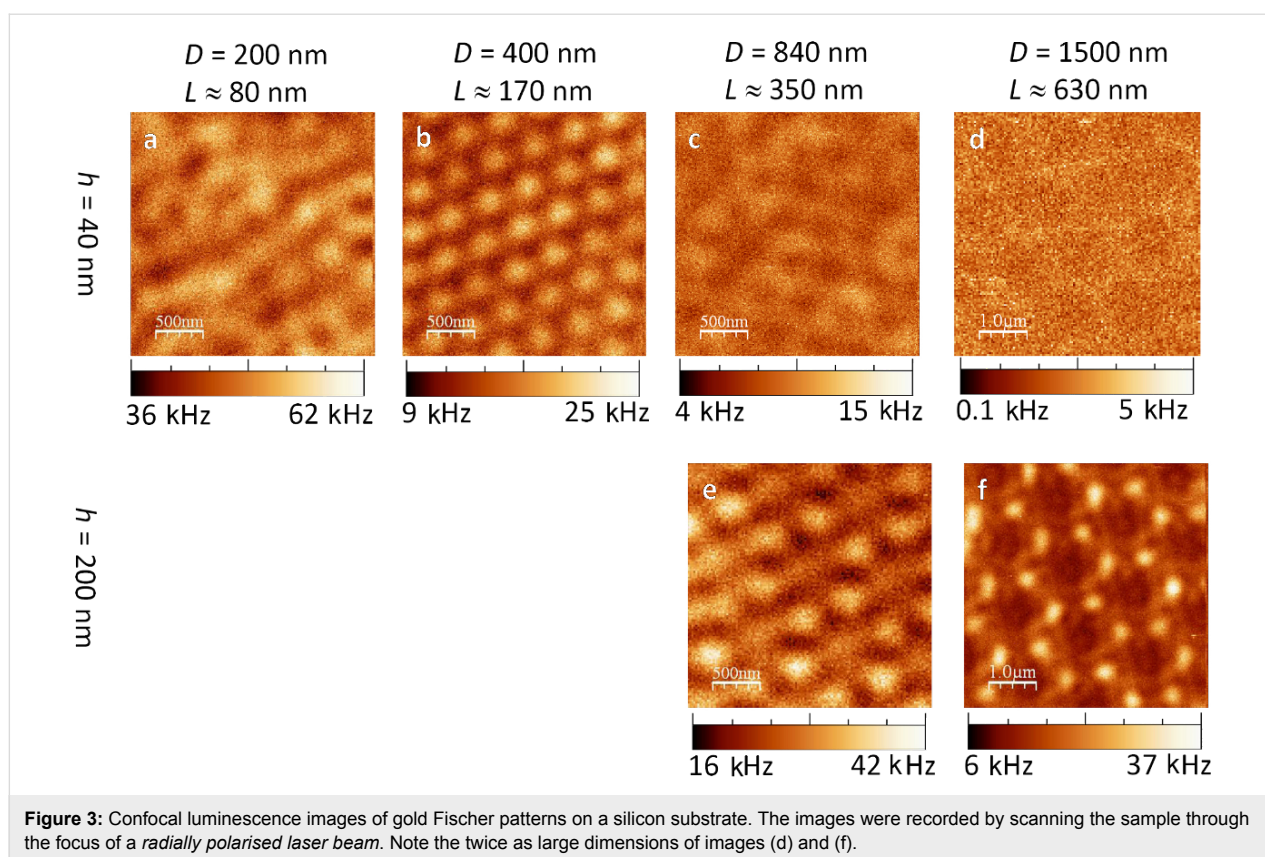 D = 200 nm
L ≈ 80 nm
D = 400 nm
L ≈ 170 nm
D = 840 nm
L ≈ 350 nm
D = 1500 nm
L ≈ 630 nm
h = 40 nm
a
500nm
36 kHz 62 kHz
b
500nm
9 kHz 25 kHz
c
500nm
4 kHz 15 kHz
d
1.0μm
0.1 kHz 5 kHz
h = 200 nm
e
500nm
16 kHz 42 kHz
f
1.0μm
6 kHz 37 kHz
Figure 3: Confocal luminescence images of gold Fischer patterns on a silicon substrate. The images were recorded by scanning the sample through
the focus of a radially polarised laser beam. Note the twice as large dimensions of images (d) and (f).